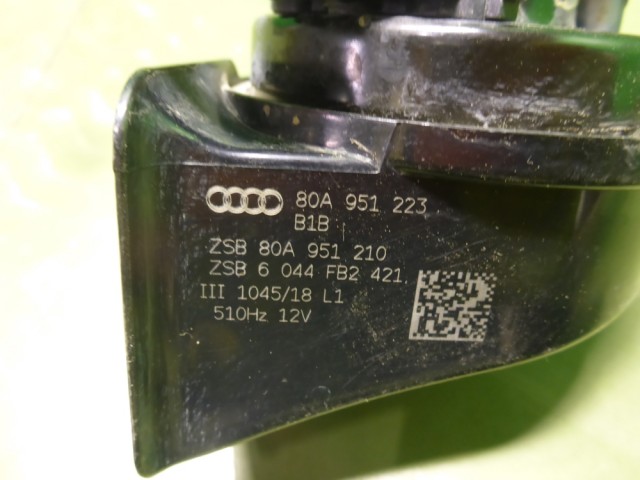 80A 951 223
B1B
ZSB 80A 951 210
ZSB 6 044 FB2 421
III 1045/18 L1
510Hz 12V